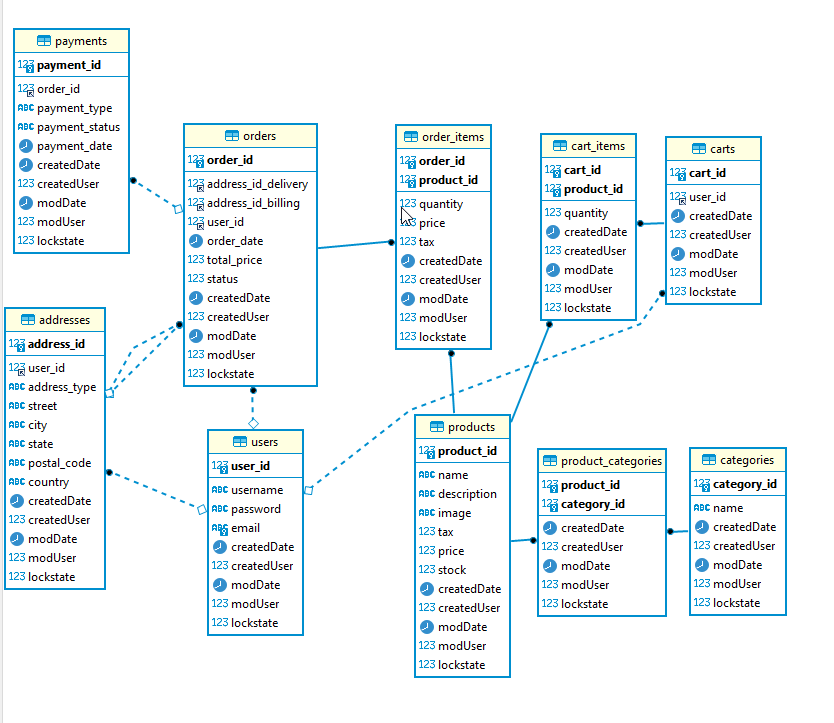 payments
123 payment_id
123 order_id
ABC payment_type
ABC payment_status
payment_date
createdDate
123 createdUser
modDate
123 modUser
123 lockstate
orders
123 order_id
123 address_id_delivery
123 address_id_billing
123 user_id
order_date
123 total_price
123 status
createdDate
123 createdUser
modDate
123 modUser
123 lockstate
order_items
123 order_id
123 product_id
123 quantity
123 price
123 tax
createdDate
123 createdUser
modDate
123 modUser
123 lockstate
cart_items
123 cart_id
123 product_id
123 quantity
createdDate
123 createdUser
modDate
123 modUser
123 lockstate
carts
123 cart_id
123 user_id
createdDate
123 createdUser
modDate
123 modUser
123 lockstate
addresses
123 address_id
123 user_id
ABC address_type
ABC street
ABC city
ABC state
ABC postal_code
ABC country
createdDate
123 createdUser
modDate
123 modUser
123 lockstate
users
123 user_id
ABC username
ABC password
ABC email
createdDate
123 createdUser
modDate
123 modUser
123 lockstate
products
123 product_id
ABC name
ABC description
ABC image
123 tax
123 price
123 stock
createdDate
123 createdUser
modDate
123 modUser
123 lockstate
product_categories
123 product_id
123 category_id
createdDate
123 createdUser
modDate
123 modUser
123 lockstate
categories
123 category_id
ABC name
createdDate
123 createdUser
modDate
123 modUser
123 lockstate